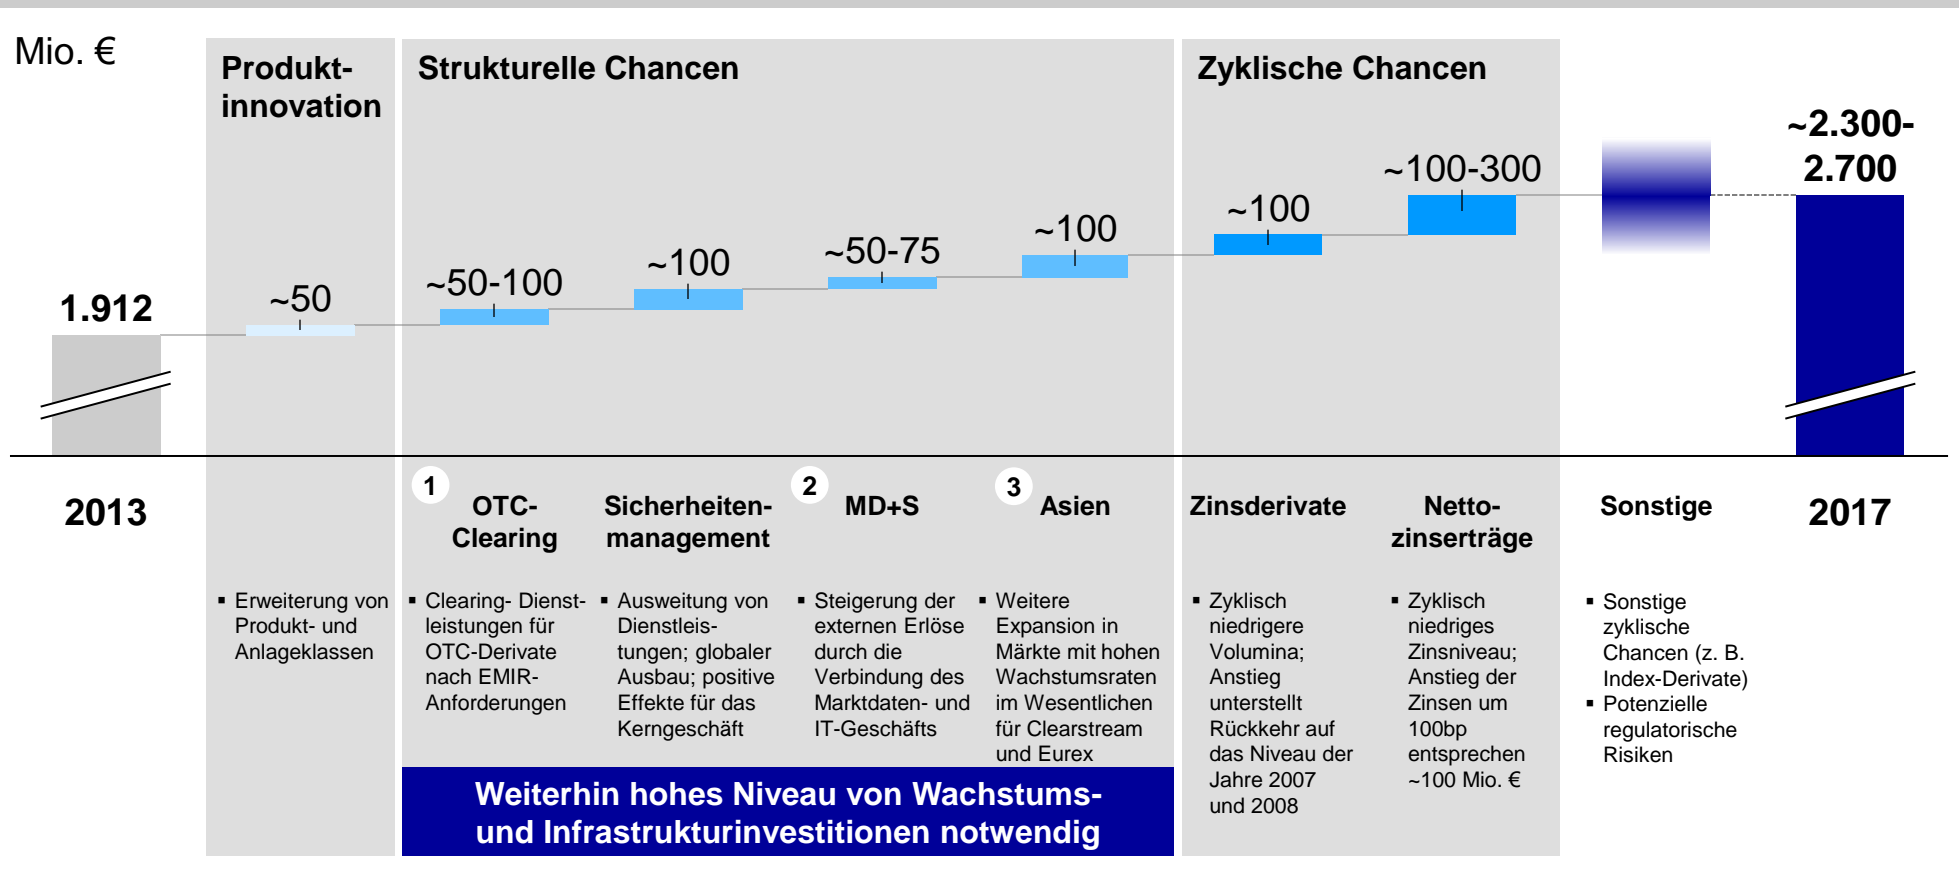 Mio. €
Produkt-
innovation
Strukturelle Chancen
Zyklische Chancen
1.912
~50
~50-100
~100
~50-75
~100
~100
~100-300
~2.300-
2.700
2013
1
OTC-
Clearing
Sicherheiten-
management
2
MD+S
3
Asien
Zinsderivate
Netto-
zinserträge
Sonstige
2017
▪ Erweiterung von
Produkt- und
Anlageklassen
▪ Clearing- Dienst-
leistungen für
OTC-Derivate
nach EMIR-
Anforderungen
▪ Ausweitung von
Dienstleis-
tungen; globaler
Ausbau; positive
Effekte für das
Kerngeschäft
▪ Steigerung der
externen Erlöse
durch die
Verbindung des
Marktdaten- und
IT-Geschäfts
▪ Weitere
Expansion in
Märkte mit hohen
Wachstumsraten
im Wesentlichen
für Clearstream
und Eurex
▪ Zyklisch
niedrigere
Volumina;
Anstieg
unterstellt
Rückkehr auf
das Niveau der
Jahre 2007
und 2008
▪ Zyklisch
niedriges
Zinsniveau;
Anstieg der
Zinsen um
100bp
entsprechen
~100 Mio. €
▪ Sonstige
zyklische
Chancen (z. B.
Index-Derivate)
▪ Potenzielle
regulatorische
Risiken
Weiterhin hohes Niveau von Wachstums-
und Infrastrukturinvestitionen notwendig